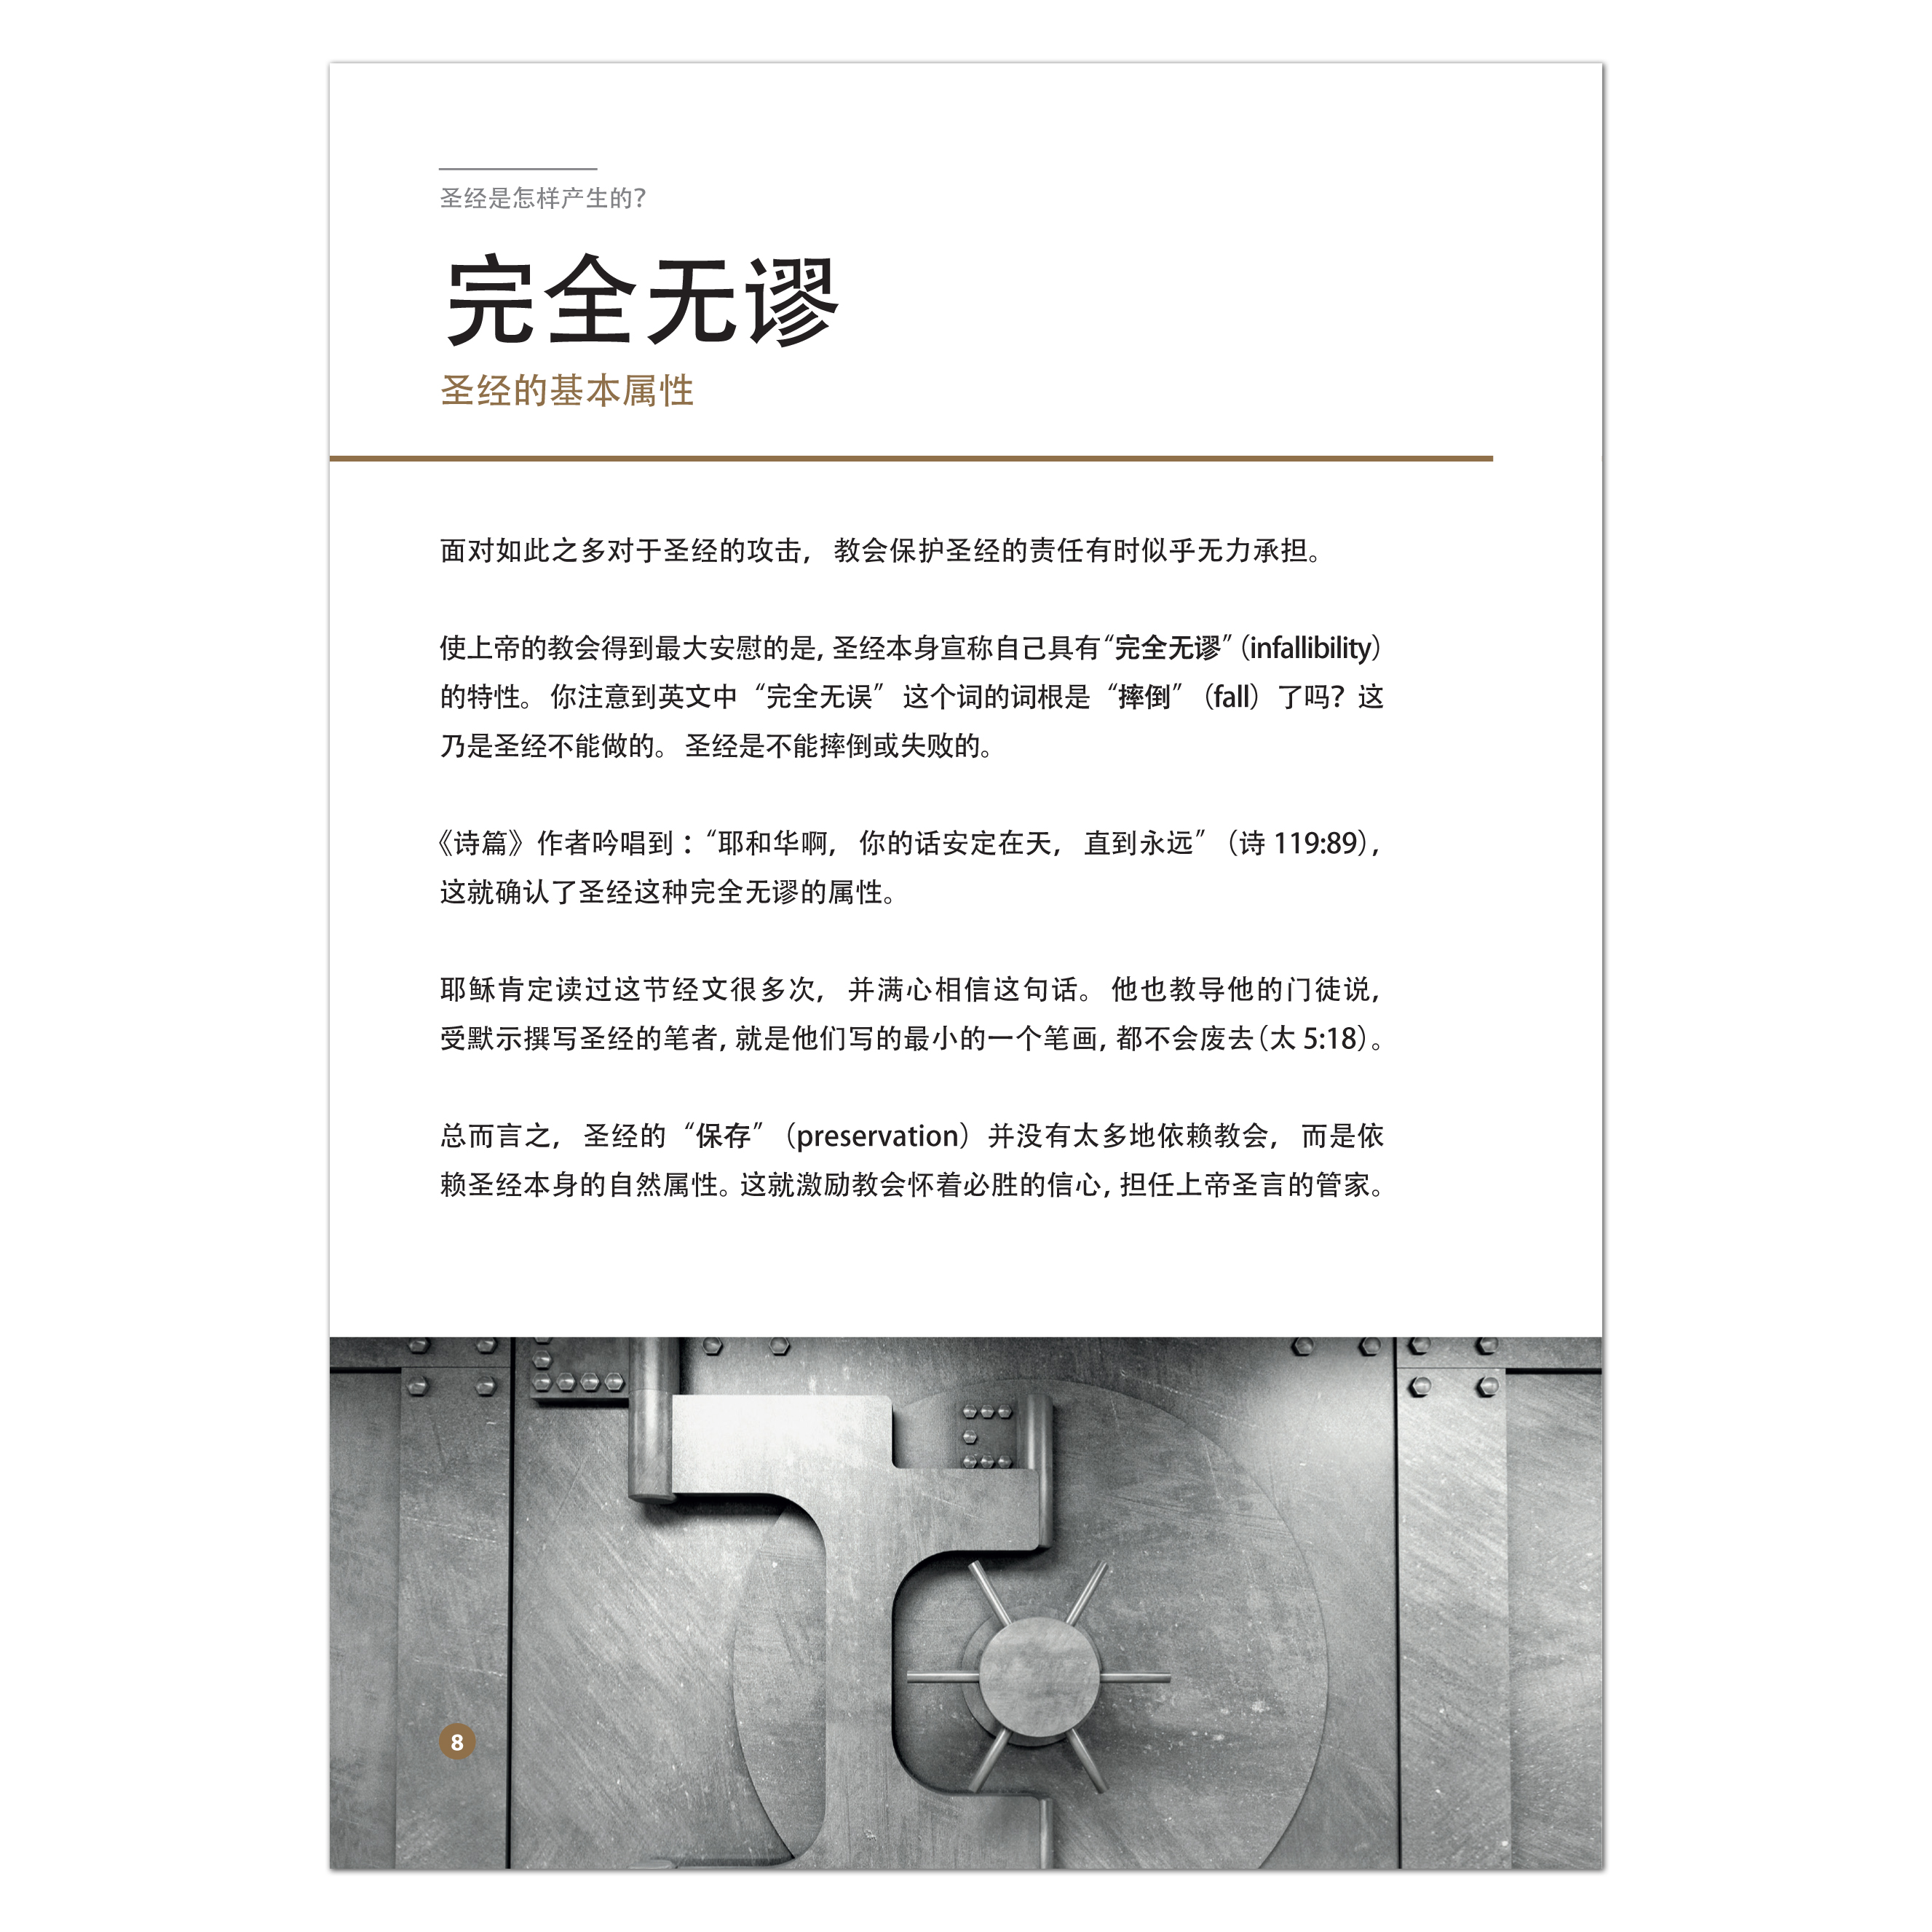 圣经是怎样产生的？
完全无谬
圣经的基本属性
面对如此之多对于圣经的攻击， 教会保护圣经的责任有时似乎无力承担。
使上帝的教会得到最大安慰的是，圣经本身宣称自己具有“完全无谬”（infallibility）
的特性。 你注意到英文中“完全无误” 这个词的词根是“摔倒”（fall）了吗？这
乃是圣经不能做的。 圣经是不能摔倒或失败的。
《诗篇》作者吟唱到：“耶和华啊， 你的话安定在天， 直到永远”（诗 119:89），
这就确认了圣经这种完全无谬的属性。
耶稣肯定读过这节经文很多次， 并满心相信这句话。 他也教导他的门徒说，
受默示撰写圣经的笔者，就是他们写的最小的一个笔画，都不会废去（太 5:18）。
总而言之， 圣经的“保存”（preservation）并没有太多地依赖教会， 而是依
赖圣经本身的自然属性。这就激励教会怀着必胜的信心，担任上帝圣言的管家。
8